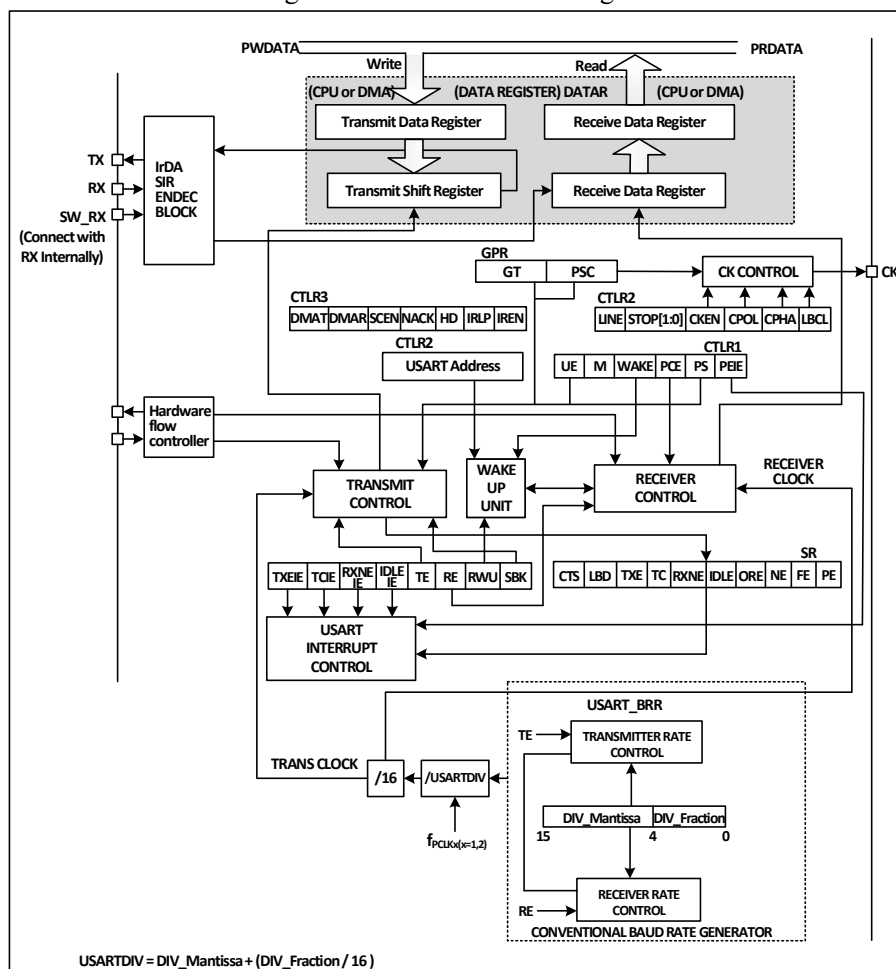 PWDATA
PRDATA
Write
Read
(CPU or DMA)
(DATA REGISTER) DATAR
(CPU or DMA)
Transmit Data Register
Receive Data Register
TX
RX
SW_RX
(Connect with
RX Internally)
IrDA
SIR
ENDEC
BLOCK
Transmit Shift Register
Receive Data Register
GPR
GT
PSC
CK CONTROL
CK
CTLR3
DMAT DMAR SCEN NACK HD IRLP IREN
CTLR2
LINE STOP[1:0] CKEN CPOL CPHA LBCL
CTLR2
USART Address
CTLR1
UE M WAKE PCE PS PEIE
Hardware
flow
controller
TRANSMIT
CONTROL
WAKE
UP
UNIT
RECEIVER
CONTROL
RECEIVER
CLOCK
TXEIE TCIE RXNE IE IDLE IE TE RE RWU SBK
SR
CTS LBD TXE TC RXNE IDLE ORE NE FE PE
USART
INTERRUPT
CONTROL
USART_BRR
TE
TRANSMITTER RATE
CONTROL
TRANS CLOCK
/16
/USARTDIV
fPCLKx(x=1,2)
DIV_Mantissa DIV_Fraction
15 4 0
RE
RECEIVER RATE
CONTROL
CONVENTIONAL BAUD RATE GENERATOR
USARTDIV = DIV_Mantissa + (DIV_Fraction / 16 )